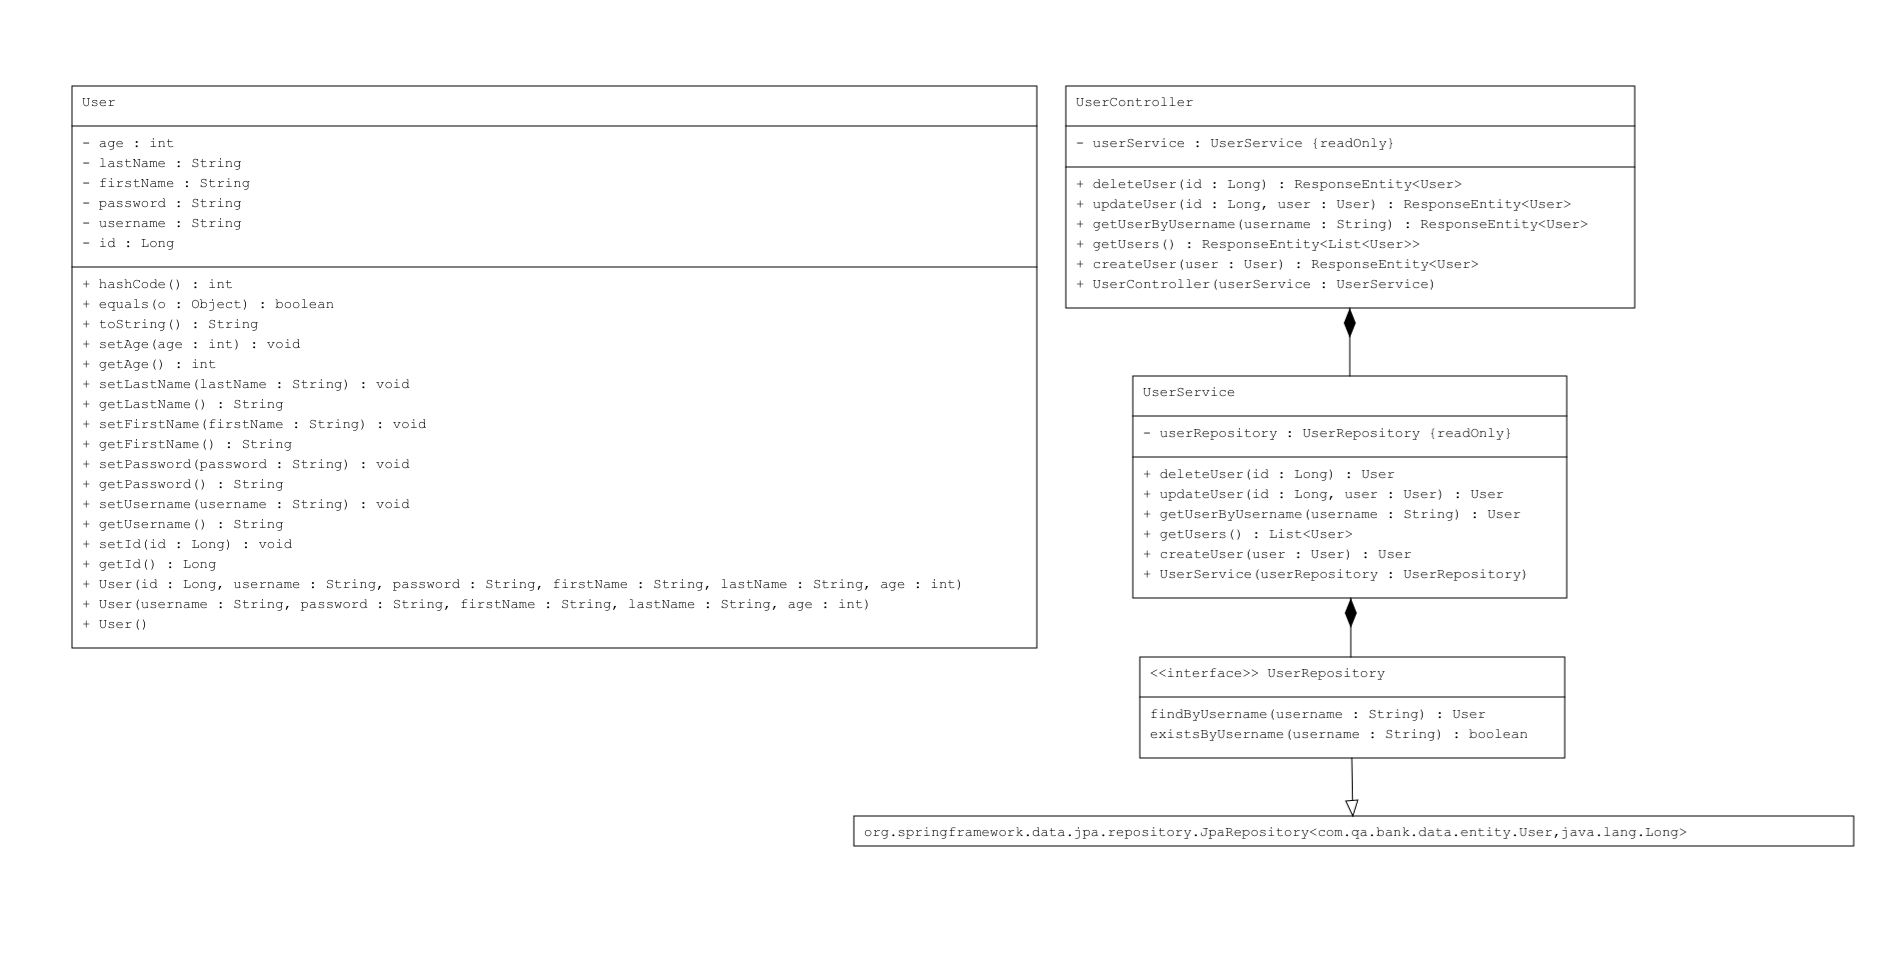 User
- age : int
- lastName : String
- firstName : String
- password : String
- username : String
- id : Long
+ hashCode() : int
+ equals(o : Object) : boolean
+ toString() : String
+ setAge(age : int) : void
+ getAge() : int
+ setLastName(lastName : String) : void
+ getLastName() : String
+ setFirstName(firstName : String) : void
+ getFirstName() : String
+ setPassword(password : String) : void
+ getPassword() : String
+ setUsername(username : String) : void
+ getUsername() : String
+ setId(id : Long) : void
+ getId() : Long
+ User(id : Long, username : String, password : String, firstName : String, lastName : String, age : int)
+ User(username : String, password : String, firstName : String, lastName : String, age : int)
+ User()
UserController
- userService : UserService {readOnly}
+ deleteUser(id : Long) : ResponseEntity<User>
+ updateUser(id : Long, user : User) : ResponseEntity<User>
+ getUserByUsername(username : String) : ResponseEntity<User>
+ getUsers() : ResponseEntity<List<User>>
+ createUser(user : User) : ResponseEntity<User>
+ UserController(userService : UserService)
UserService
- userRepository : UserRepository {readOnly}
+ deleteUser(id : Long) : User
+ updateUser(id : Long, user : User) : User
+ getUserByUsername(username : String) : User
+ getUsers() : List<User>
+ createUser(user : User) : User
+ UserService(userRepository : UserRepository)
<<interface>> UserRepository
findByUsername(username : String) : User
existsByUsername(username : String) : boolean
org.springframework.data.jpa.repository.JpaRepository<com.qa.bank.data.entity.User,java.lang.Long>